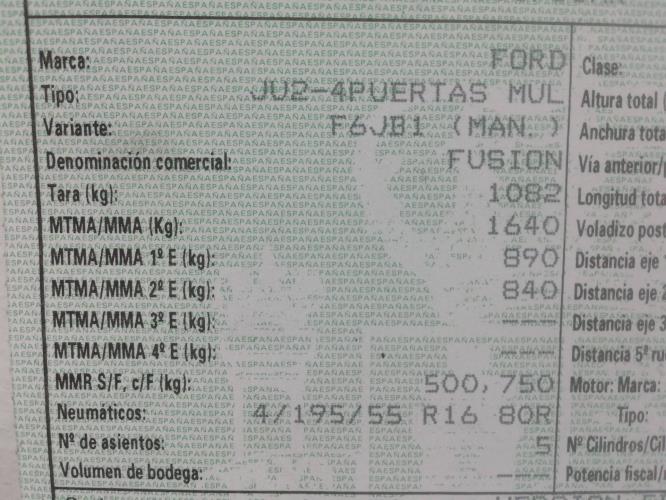 Marca: FORD
Tipo: JU2-4PUERTAS MUL
Variante: F6JB1 (MAN.)
Denominación comercial: FUSION
Tara (kg): 1082
MTMA/MMA (Kg): 1640
MTMA/MMA 1º E (kg): 890
MTMA/MMA 2º E (kg): 840
MTMA/MMA 3º E (kg): ---
MTMA/MMA 4º E (kg): ---
MMR S/F, c/F (kg): 500,750
Neumáticos: 4/195/55 R16 80R
Nº de asientos: 5
Volumen de bodega: ---
Clase:
Altura total (
Anchura tota
Vía anterior/p
Longitud tota
Voladizo post
Distancia eje 1
Distancia eje 2
Distancia eje 3
Distancia 5ª ru
Motor: Marca:
Tipo:
Nº Cilindros/Cil
Potencia fiscal/r